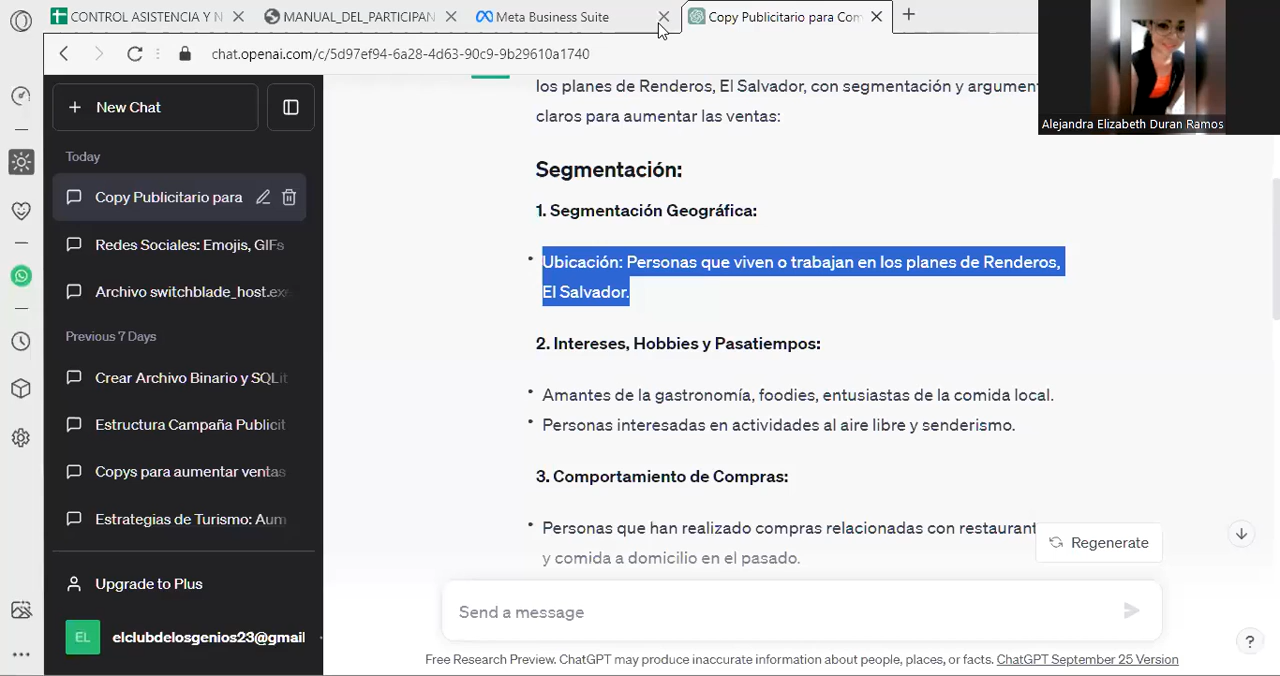 CONTROL ASISTENCIA Y N
MANUAL_DEL_PARTICIPAN
Meta Business Suite
Copy Publicitario para Com
chat.openai.com/c/5d97ef94-6a28-4d63-90c9-9b29610a1740
Alejandra Elizabeth Duran Ramos
New Chat
Today
Copy Publicitario para
Redes Sociales: Emojis, GIFs
Archivo switchblade_host.exe
Previous 7 Days
Crear Archivo Binario y SQLit
Estructura Campaña Publicit
Copys para aumentar ventas
Estrategias de Turismo: Aum
Upgrade to Plus
EL
elclubdelosgenios23@gmail
los planes de Renderos, El Salvador, con segmentación y argument
claros para aumentar las ventas:
Segmentación:
1. Segmentación Geográfica:
• Ubicación: Personas que viven o trabajan en los planes de Renderos,
El Salvador.
2. Intereses, Hobbies y Pasatiempos:
• Amantes de la gastronomía, foodies, entusiastas de la comida local.
• Personas interesadas en actividades al aire libre y senderismo.
3. Comportamiento de Compras:
• Personas que han realizado compras relacionadas con restaurant
y comida a domicilio en el pasado.
Regenerate
Send a message
Free Research Preview. ChatGPT may produce inaccurate information about people, places, or facts. ChatGPT September 25 Version
?